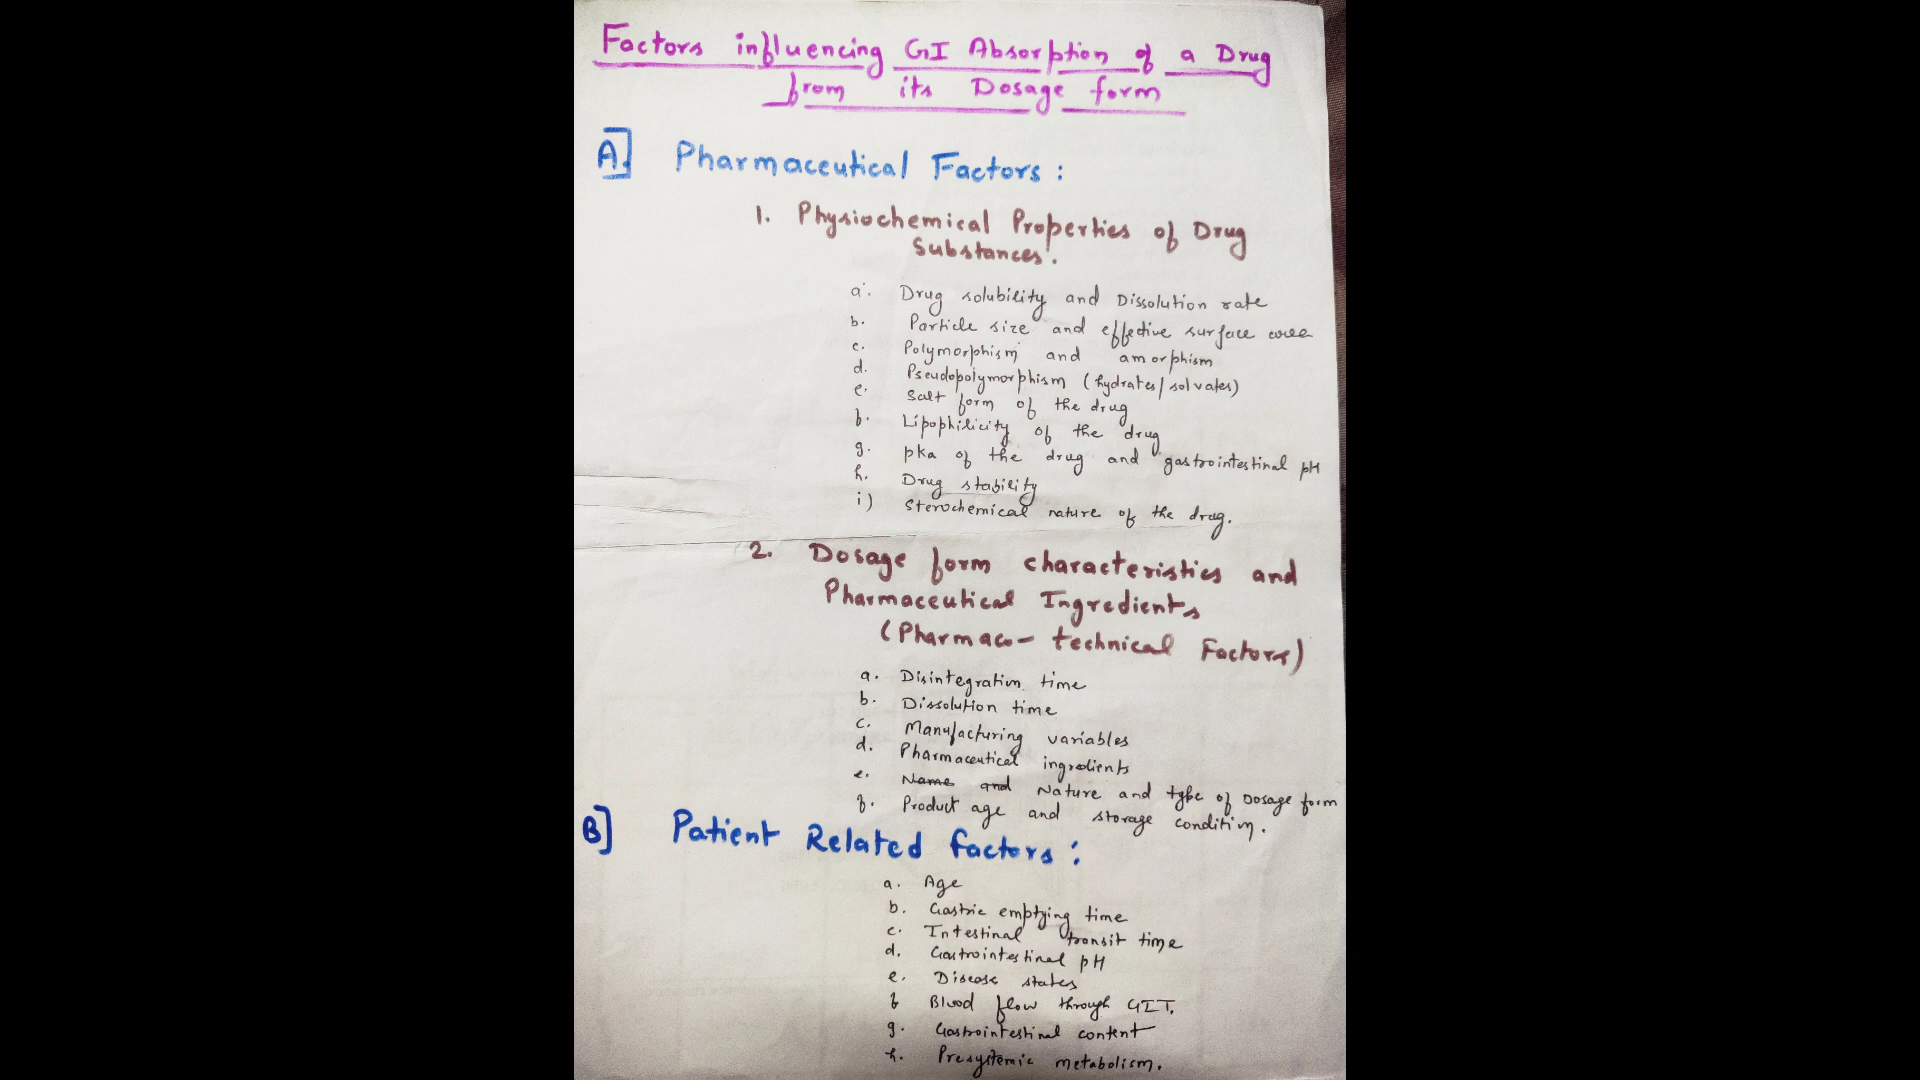 Factors influencing GI Absorption of a Drug
from its Dosage form
A] Pharmaceutical Factors :
1. Physiochemical Properties of Drug
Substances.
a. Drug solubility and Dissolution rate
b. Particle size and effective surface area
c. Polymorphism and amorphism
d. Pseudopolymorphism (hydrates/solvates)
e. Salt form of the drug
f. Lipophilicity of the drug
g. pka of the drug and gastrointestinal pH
h. Drug stability
i) Sterochemical nature of the drug.
2. Dosage form characteristics and
Pharmaceutical Ingredients
(Pharmaco- technical Factors)
a. Disintegration time
b. Dissolution time
c. Manufacturing variables
d. Pharmaceutical ingredients
e. Name and Nature and type of Dosage form
f. Product age and storage condition.
B] Patient Related factors :
a. Age
b. Gastric emptying time
c. Intestinal transit time
d. Gastrointestinal pH
e. Disease states
f Blood flow through GIT.
g. Gastrointestinal content
h. Presystemic metabolism.